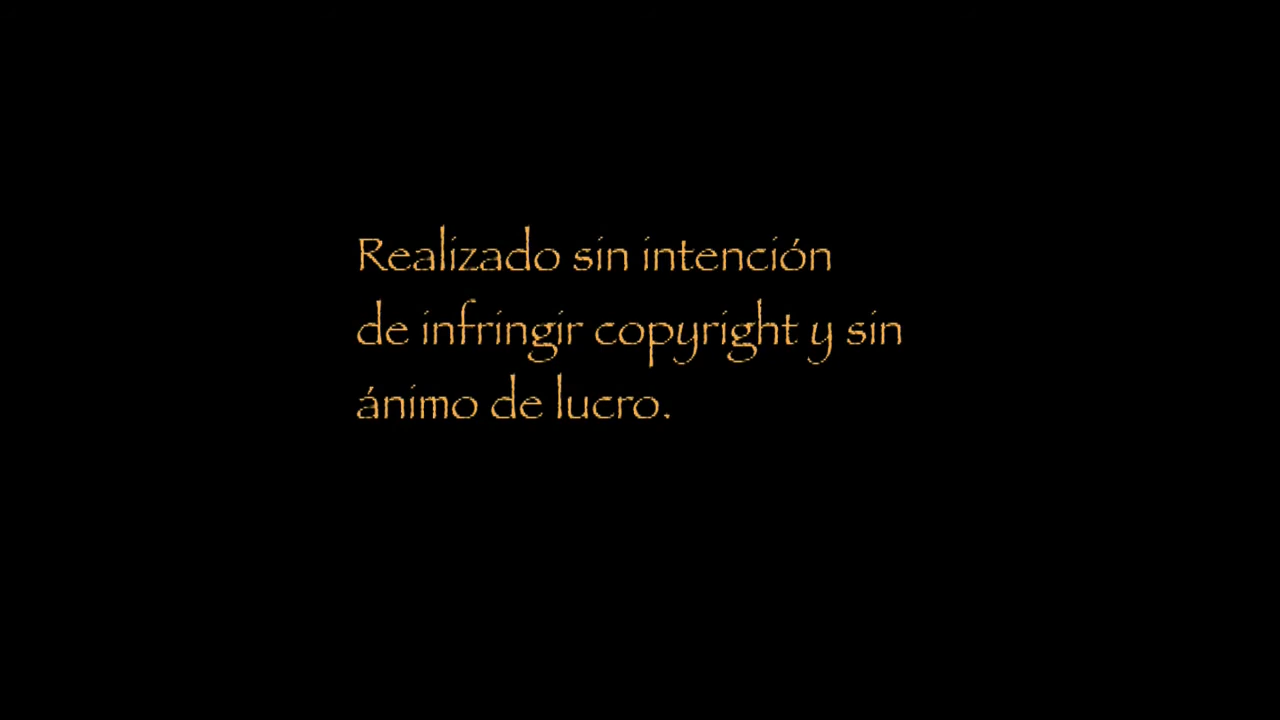 Realizado sin intención
de infringir copyright y sin
ánimo de lucro.